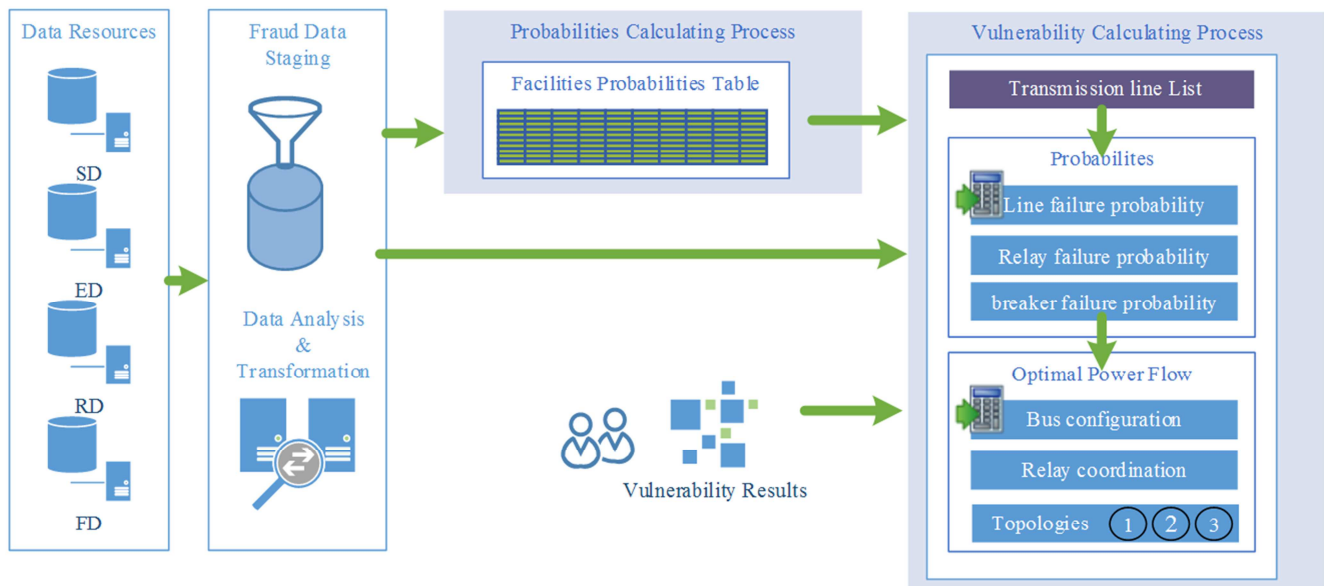 Data Resources
SD
ED
RD
FD
Fraud Data
Staging
Data Analysis
&
Transformation
Probabilities Calculating Process
Facilities Probabilities Table
Vulnerability Results
Vulnerability Calculating Process
Transmission line List
Probabilites
Line failure probability
Relay failure probability
breaker failure probability
Optimal Power Flow
Bus configuration
Relay coordination
Topologies 1 2 3